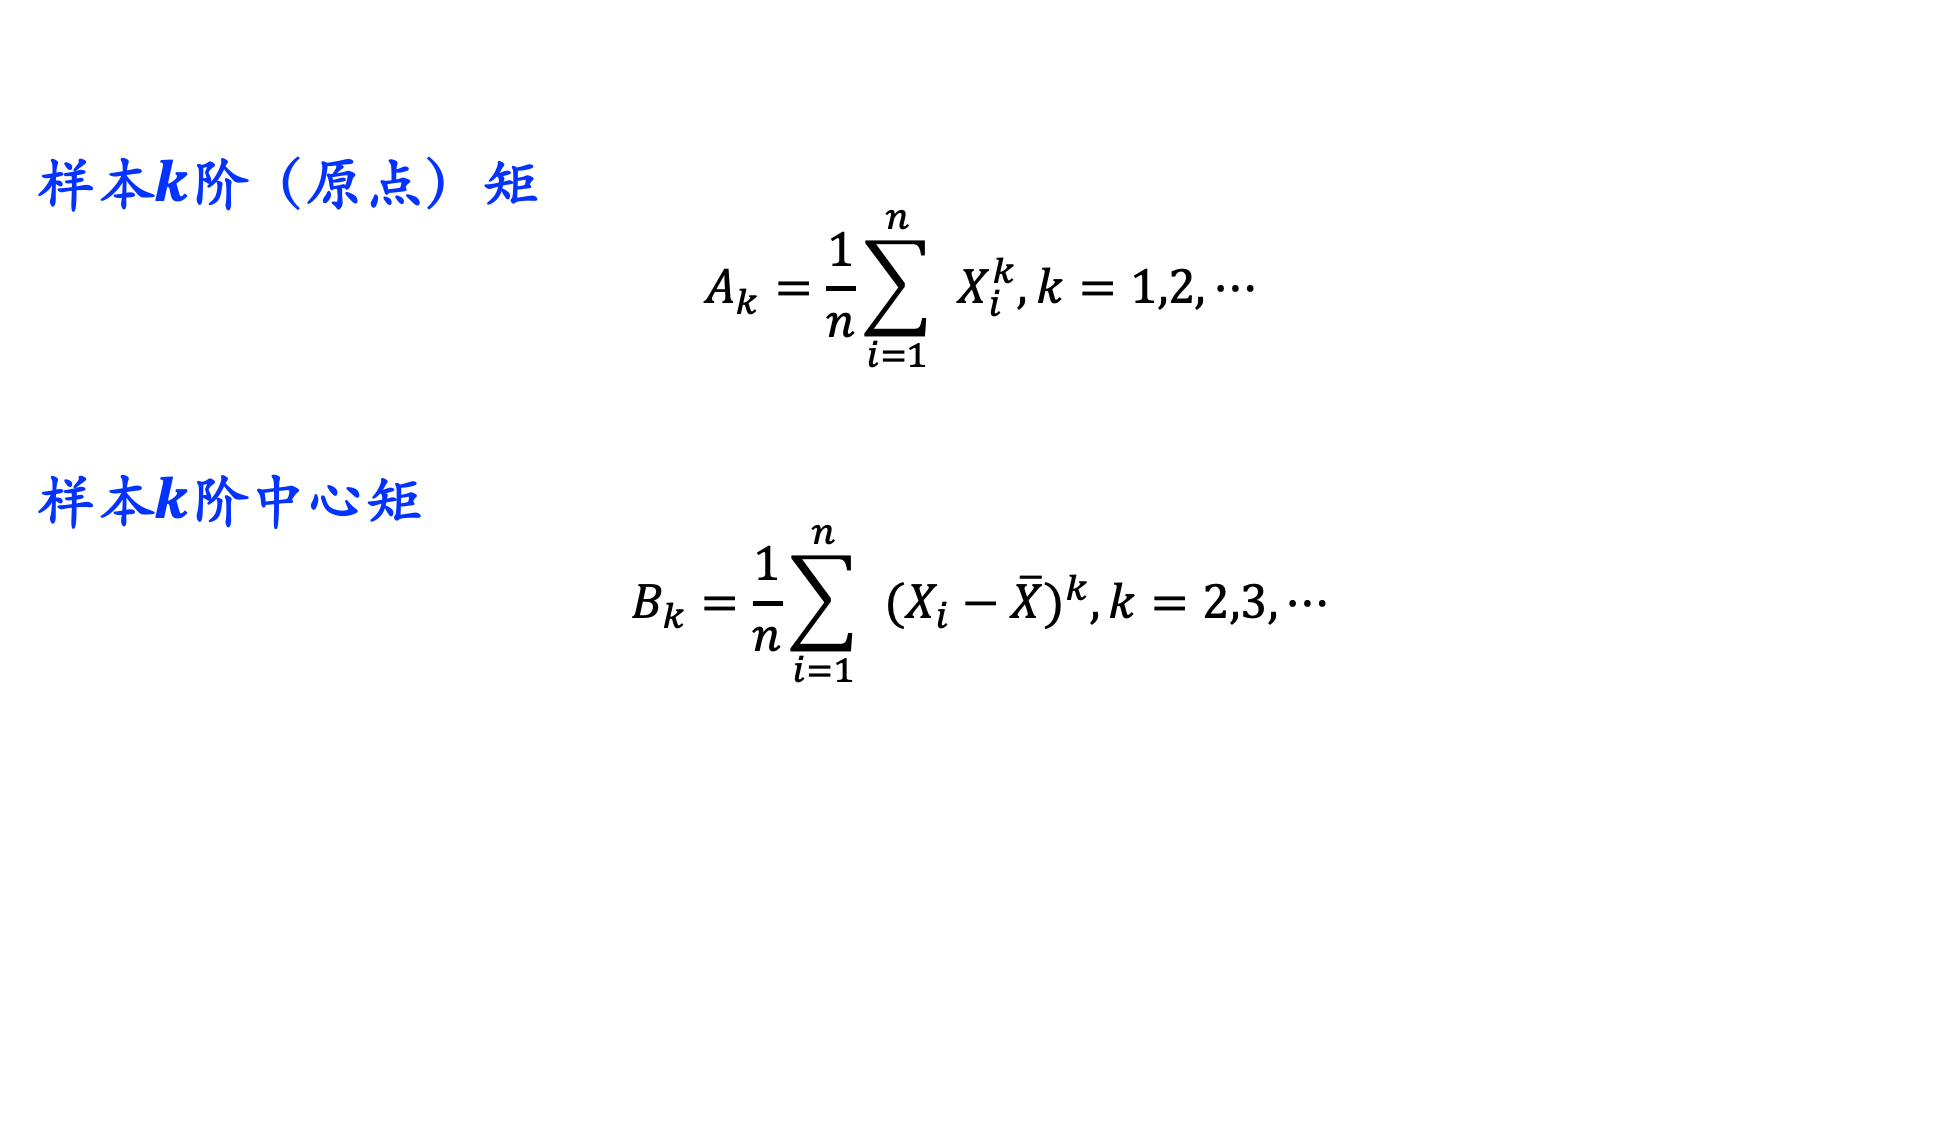 样本k阶（原点）矩
$A_k = \frac{1}{n}\sum_{i=1}^{n} X_i^k, k = 1,2,\cdots$
样本k阶中心矩
$B_k = \frac{1}{n}\sum_{i=1}^{n} (X_i - \bar{X})^k, k = 2,3,\cdots$